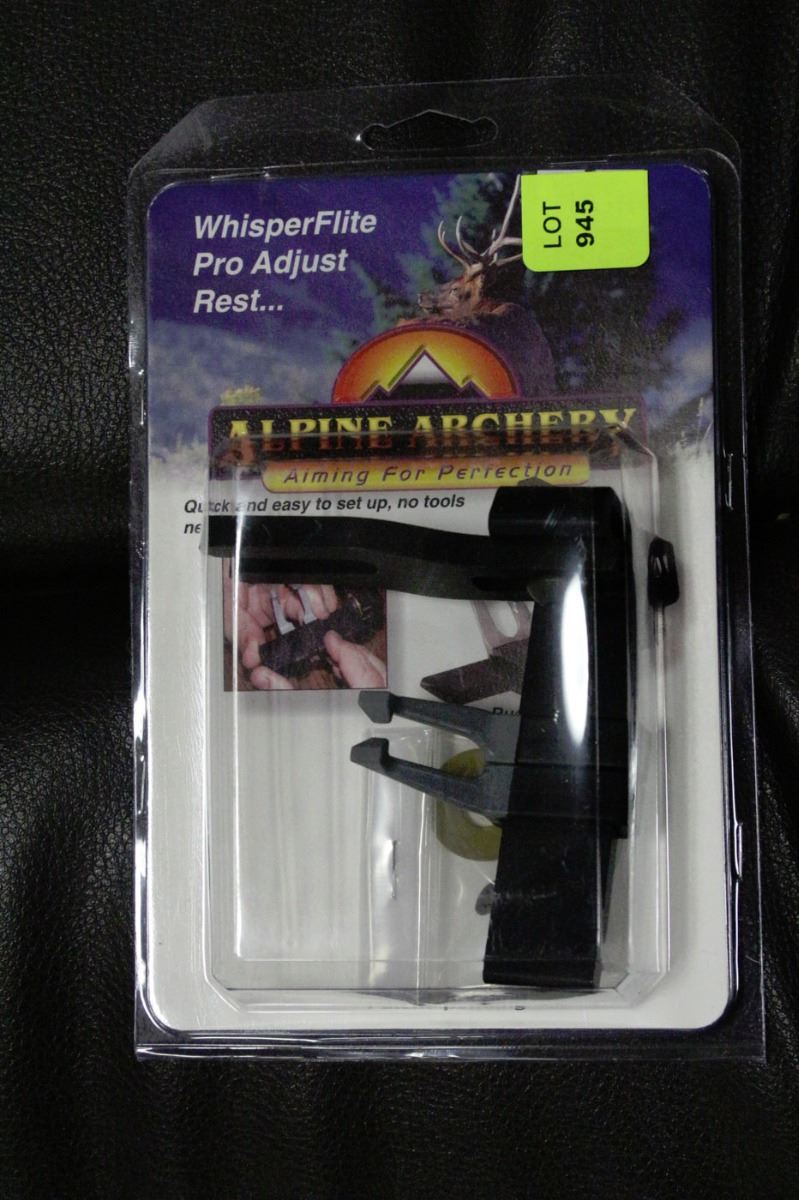 WhisperFlite
Pro Adjust
Rest...
LOT
945
ALPINE ARCHERY
Aiming For Perfection
Quick and easy to set up, no tools